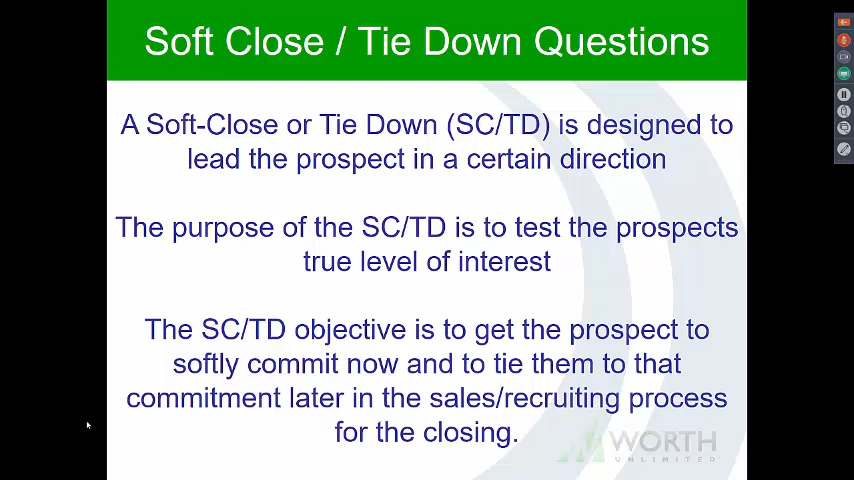 Soft Close / Tie Down Questions
A Soft-Close or Tie Down (SC/TD) is designed to
lead the prospect in a certain direction
The purpose of the SC/TD is to test the prospects
true level of interest
The SC/TD objective is to get the prospect to
softly commit now and to tie them to that
commitment later in the sales/recruiting process
for the closing.
WORTH
UNLIMITED